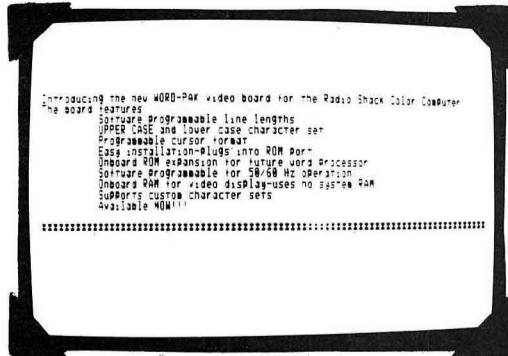 Introducing the new WORD-PAK video board for the Radio Shack Color Computer
The board features
Software programmable line lengths
UPPER CASE and lower case character set
Programmable cursor format
Easy installation-plugs into ROM port
Onboard ROM expansion for future word processor
Software programmable for 50/60 Hz operation
Onboard RAM for video display-uses no system RAM
Supports custom character sets
Available NOW!!!